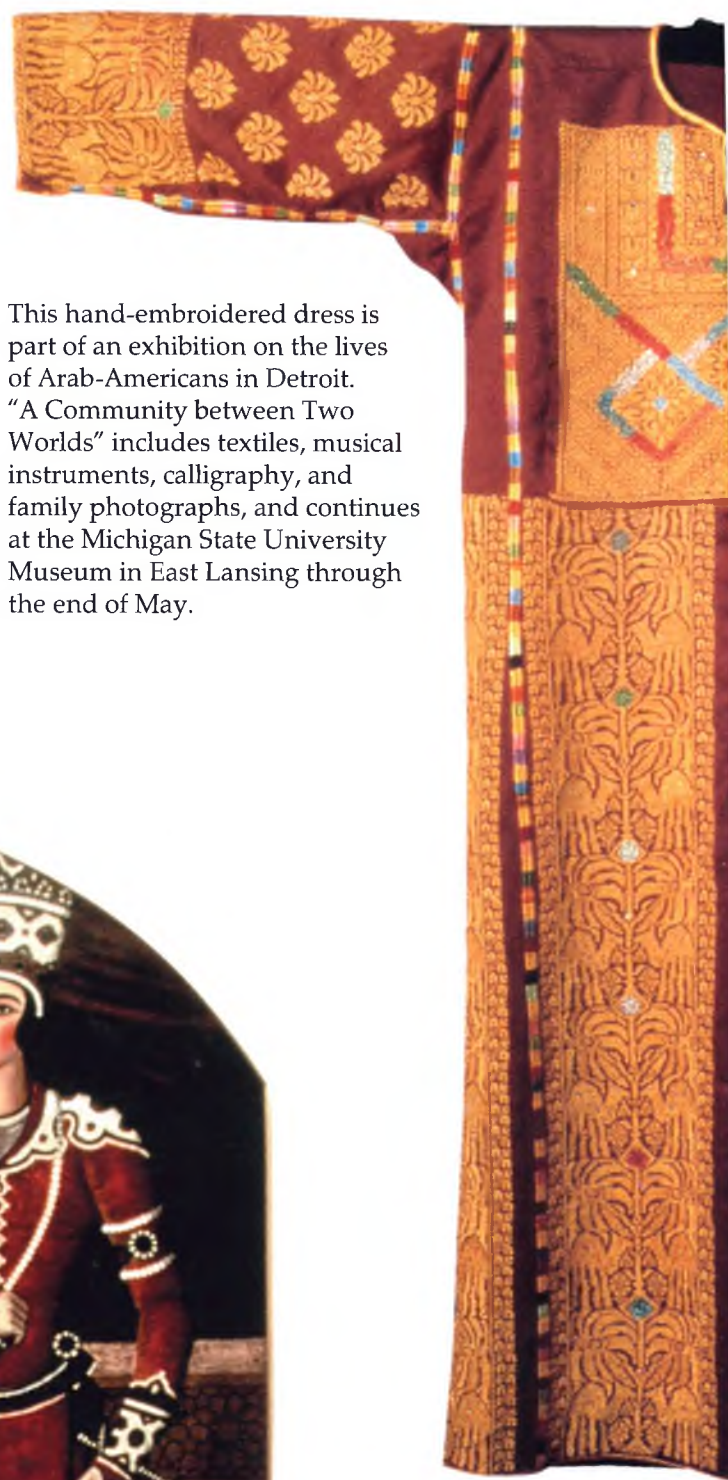 This hand-embroidered dress is
part of an exhibition on the lives
of Arab-Americans in Detroit.
"A Community between Two
Worlds" includes textiles, musical
instruments, calligraphy, and
family photographs, and continues
at the Michigan State University
Museum in East Lansing through
the end of May.